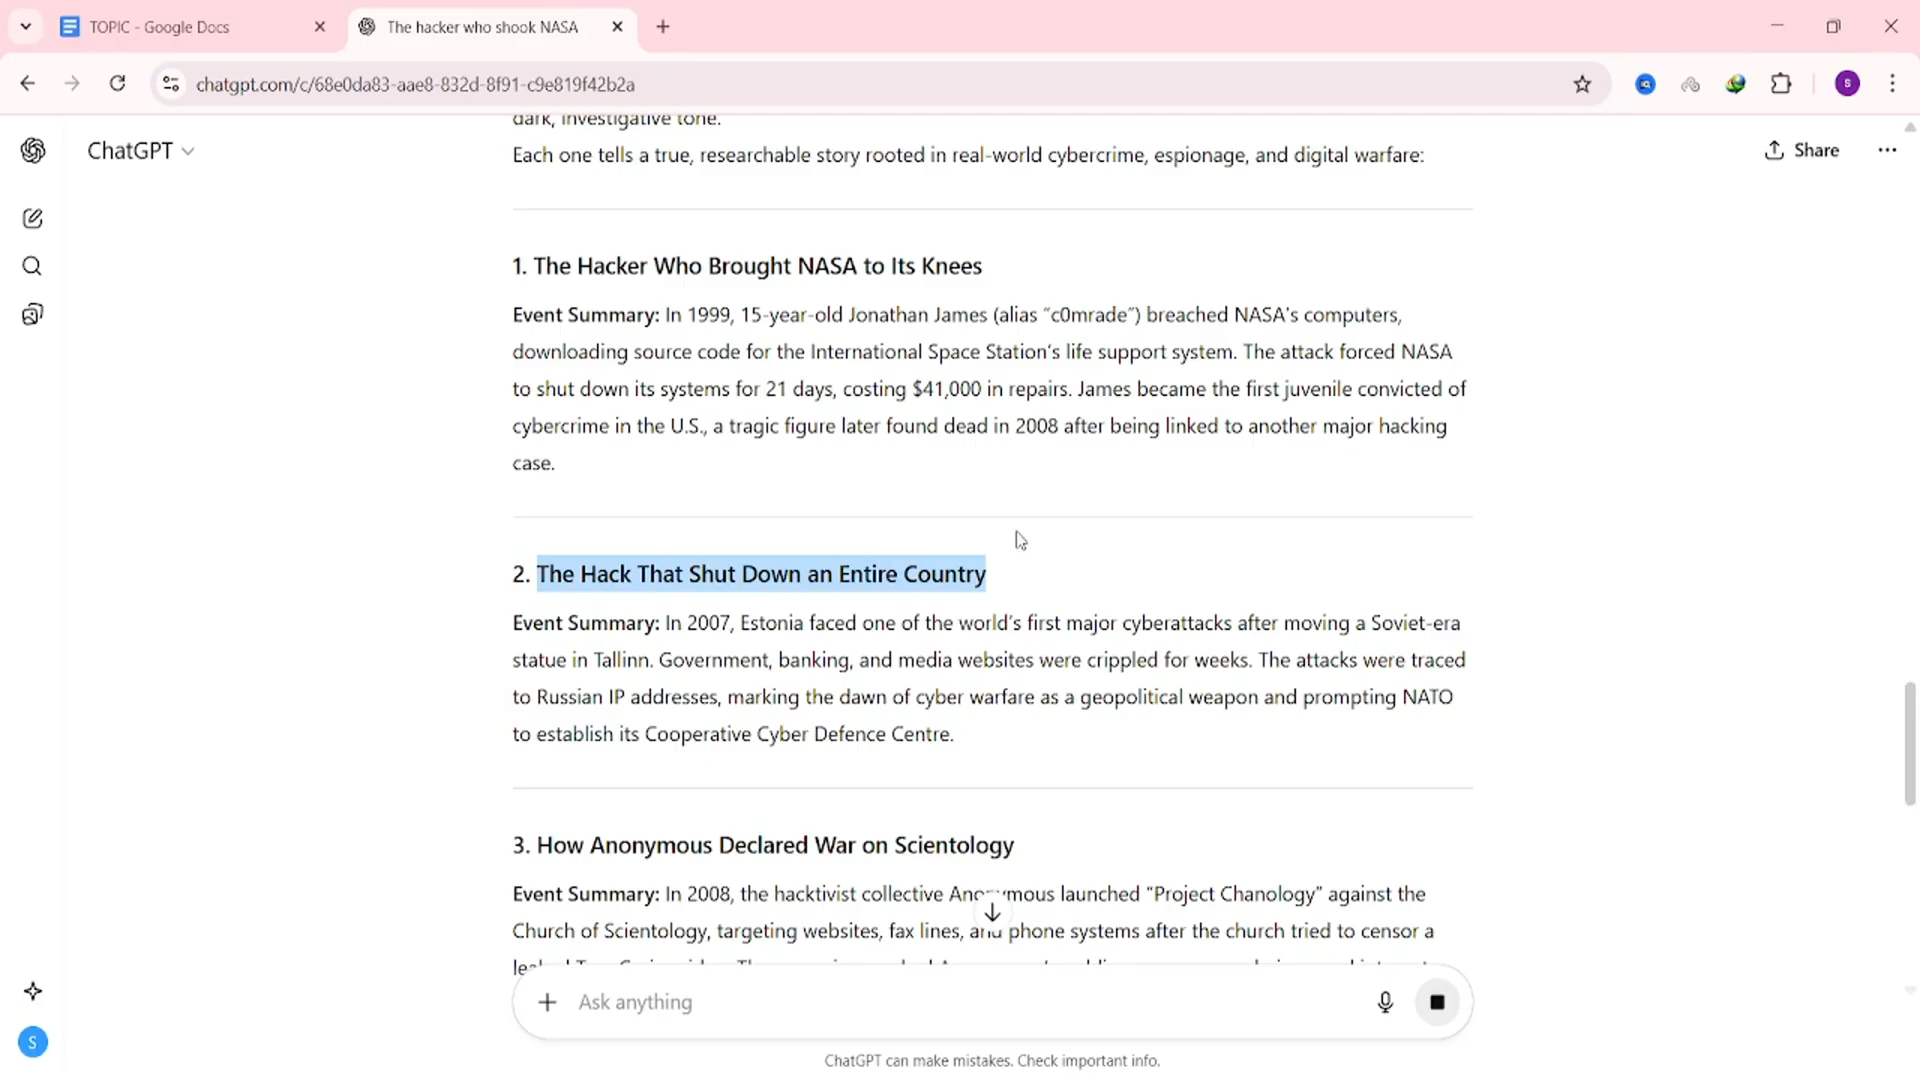 TOPIC - Google Docs
The hacker who shook NASA
chatgpt.com/c/68e0da83-aae8-832d-8f91-c9e819f42b2a
S
ChatGPT
Share
dark, investigative tone.
Each one tells a true, researchable story rooted in real-world cybercrime, espionage, and digital warfare:
1. The Hacker Who Brought NASA to Its Knees
Event Summary: In 1999, 15-year-old Jonathan James (alias “c0mrade”) breached NASA’s computers,
downloading source code for the International Space Station’s life support system. The attack forced NASA
to shut down its systems for 21 days, costing $41,000 in repairs. James became the first juvenile convicted of
cybercrime in the U.S., a tragic figure later found dead in 2008 after being linked to another major hacking
case.
2. The Hack That Shut Down an Entire Country
Event Summary: In 2007, Estonia faced one of the world’s first major cyberattacks after moving a Soviet-era
statue in Tallinn. Government, banking, and media websites were crippled for weeks. The attacks were traced
to Russian IP addresses, marking the dawn of cyber warfare as a geopolitical weapon and prompting NATO
to establish its Cooperative Cyber Defence Centre.
3. How Anonymous Declared War on Scientology
Event Summary: In 2008, the hacktivist collective Anonymous launched “Project Chanology” against the
Church of Scientology, targeting websites, fax lines, and phone systems after the church tried to censor a
Ask anything
S
ChatGPT can make mistakes. Check important info.